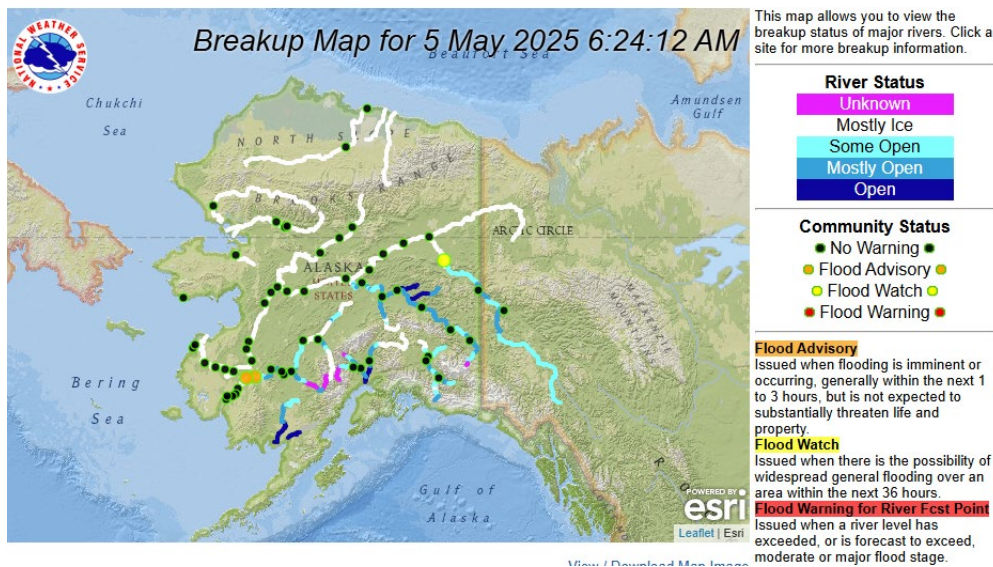 Breakup Map for 5 May 2025 6:24:12 AM
NATIONAL WEATHER SERVICE
Beaufort Sea
Chukchi
Sea
Amundsen
Gulf
NORTH SLOPE
BROOKS RANGE
ARCTIC CIRCLE
ALASKA
STATES
MACKENZIE
MOUNTAINS
Bering
Sea
Gulf of
Alaska
POWERED BY
esri
Leaflet | Esri
View / Download Map Image
This map allows you to view the
breakup status of major rivers. Click a
site for more breakup information.
River Status
Unknown
Mostly Ice
Some Open
Mostly Open
Open
Community Status
No Warning
Flood Advisory
Flood Watch
Flood Warning
Flood Advisory
Issued when flooding is imminent or
occurring, generally within the next 1
to 3 hours, but is not expected to
substantially threaten life and
property.
Flood Watch
Issued when there is the possibility of
widespread general flooding over an
area within the next 36 hours.
Flood Warning for River Fcst Point
Issued when a river level has
exceeded, or is forecast to exceed,
moderate or major flood stage.